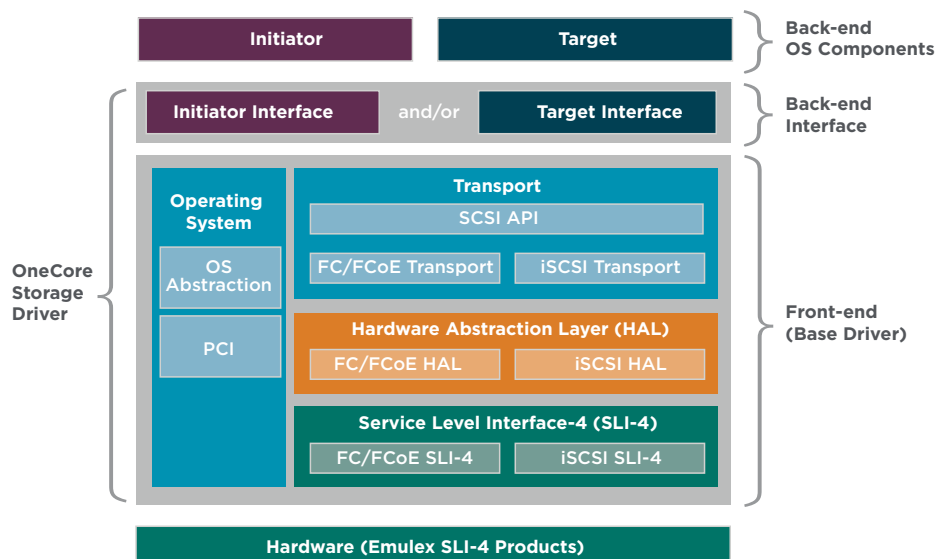 Initiator
Target
Back-end
OS Components
Initiator Interface
and/or
Target Interface
Back-end
Interface
OneCore
Storage
Driver
Operating
System
OS
Abstraction
PCI
Transport
SCSI API
FC/FCoE Transport
iSCSI Transport
Hardware Abstraction Layer (HAL)
FC/FCoE HAL
iSCSI HAL
Service Level Interface-4 (SLI-4)
FC/FCoE SLI-4
iSCSI SLI-4
Front-end
(Base Driver)
Hardware (Emulex SLI-4 Products)